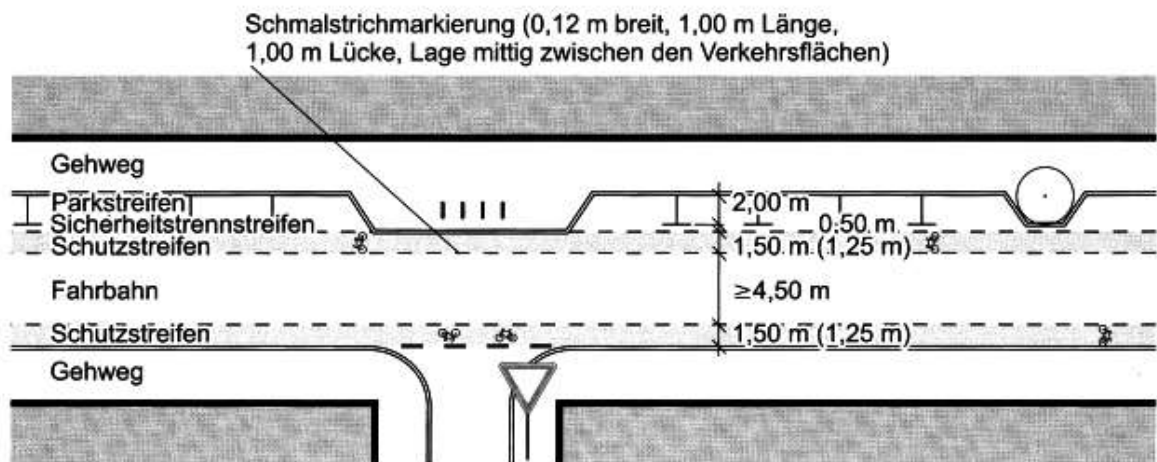 Schmalstrichmarkierung (0,12 m breit, 1,00 m Länge,
1,00 m Lücke, Lage mittig zwischen den Verkehrsflächen)
Gehweg
Parkstreifen
2,00 m
Sicherheitstrennstreifen
0,50 m
Schutzstreifen
1,50 m (1,25 m)
Fahrbahn
≥4,50 m
Schutzstreifen
1,50 m (1,25 m)
Gehweg